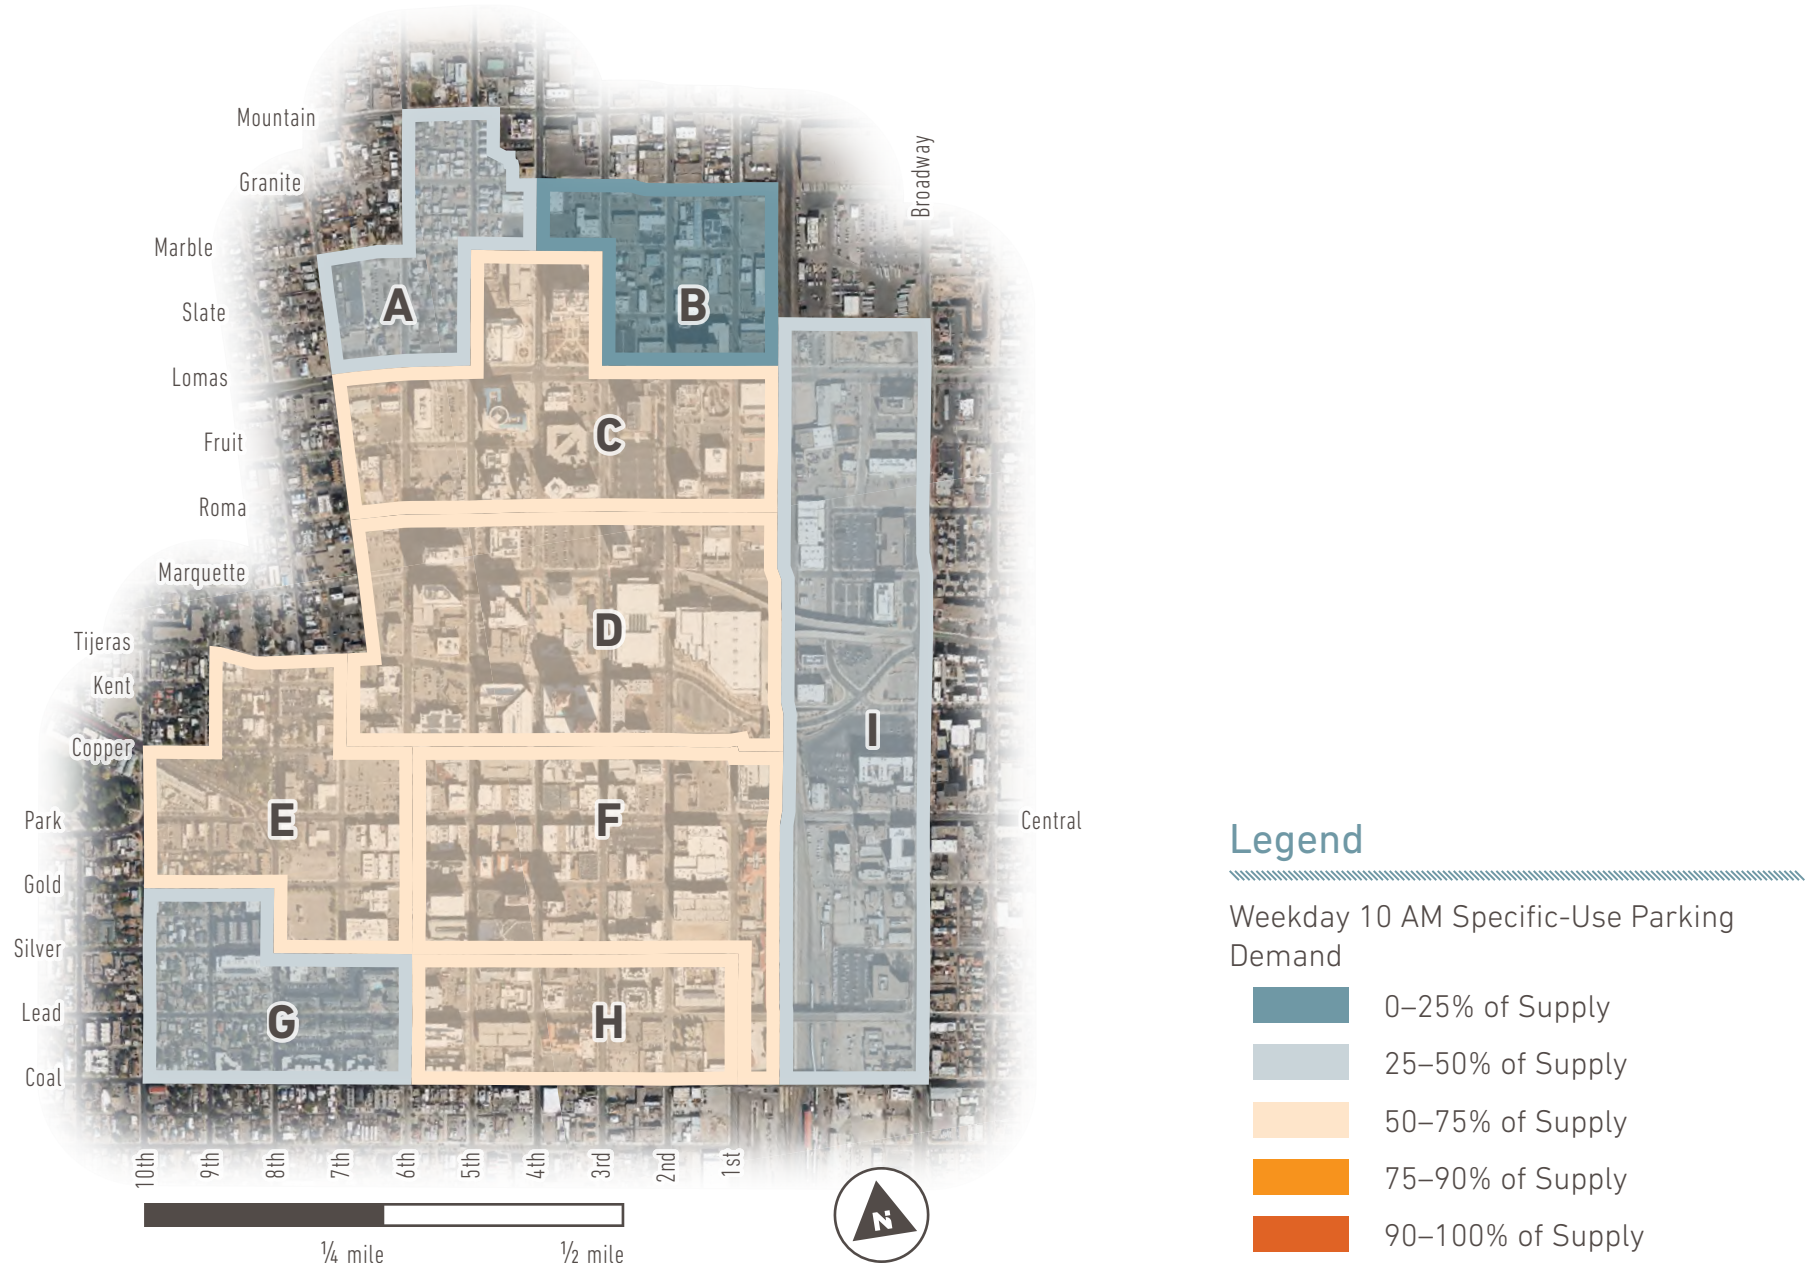 Mountain
Granite
Marble
Slate
Lomas
Fruit
Roma
Marquette
Tijeras
Kent
Copper
Park
Gold
Silver
Lead
Coal
Broadway
Central
A
B
C
D
E
F
G
H
I
10th
9th
8th
7th
6th
5th
4th
3rd
2nd
1st
¼ mile
½ mile
N
Legend
Weekday 10 AM Specific-Use Parking
Demand
0–25% of Supply
25–50% of Supply
50–75% of Supply
75–90% of Supply
90–100% of Supply